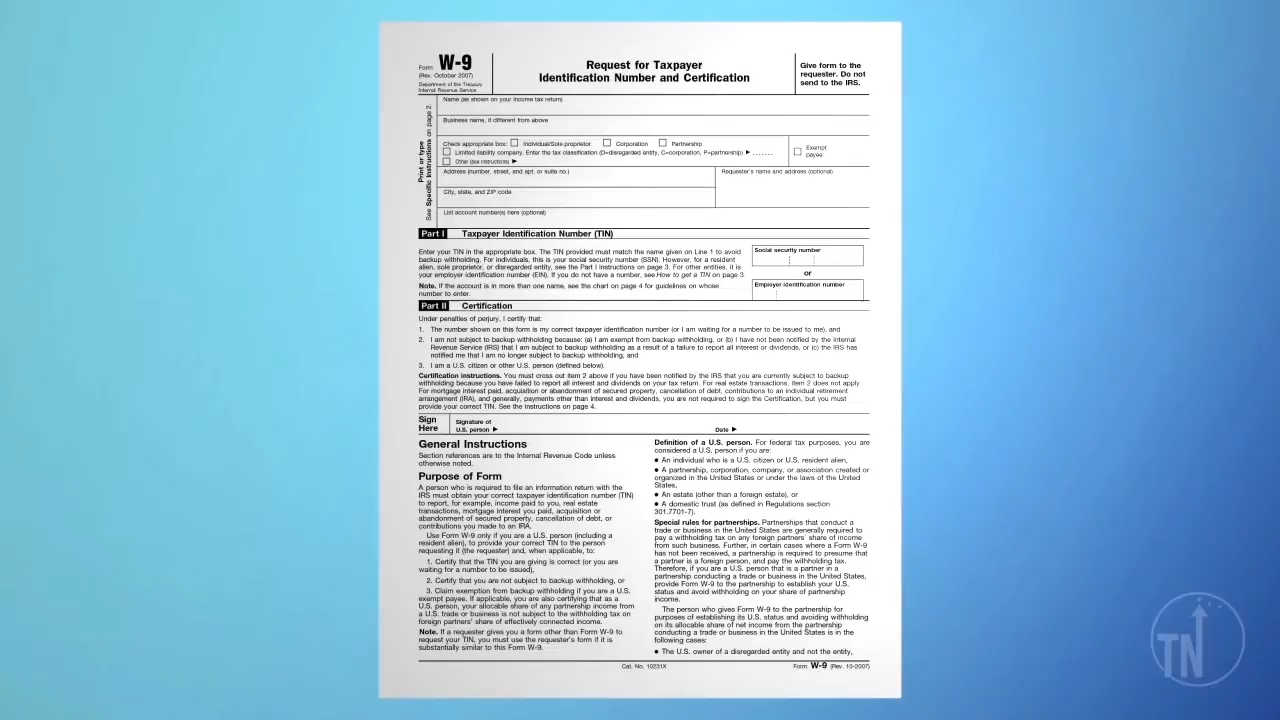 Form W-9
(Rev. October 2007)
Department of the Treasury
Internal Revenue Service
Request for Taxpayer
Identification Number and Certification
Give form to the
requester. Do not
send to the IRS.
Print or type
See Specific Instructions on page 2.
Name (as shown on your income tax return)
Business name, if different from above
Check appropriate box: Individual/Sole proprietor Corporation Partnership
Limited liability company. Enter the tax classification (D=disregarded entity, C=corporation, P=partnership) ▶ .......
Other (see instructions) ▶
Exempt
payee
Address (number, street, and apt. or suite no.)
Requester's name and address (optional)
City, state, and ZIP code
List account number(s) here (optional)
Part I Taxpayer Identification Number (TIN)
Enter your TIN in the appropriate box. The TIN provided must match the name given on Line 1 to avoid
backup withholding. For individuals, this is your social security number (SSN). However, for a resident
alien, sole proprietor, or disregarded entity, see the Part I instructions on page 3. For other entities, it is
your employer identification number (EIN). If you do not have a number, see How to get a TIN on page 3.
Note. If the account is in more than one name, see the chart on page 4 for guidelines on whose
number to enter.
Social security number
or
Employer identification number
Part II Certification
Under penalties of perjury, I certify that:
1. The number shown on this form is my correct taxpayer identification number (or I am waiting for a number to be issued to me), and
2. I am not subject to backup withholding because: (a) I am exempt from backup withholding, or (b) I have not been notified by the Internal
Revenue Service (IRS) that I am subject to backup withholding as a result of a failure to report all interest or dividends, or (c) the IRS has
notified me that I am no longer subject to backup withholding, and
3. I am a U.S. citizen or other U.S. person (defined below).
Certification instructions. You must cross out item 2 above if you have been notified by the IRS that you are currently subject to backup
withholding because you have failed to report all interest and dividends on your tax return. For real estate transactions, item 2 does not apply
For mortgage interest paid, acquisition or abandonment of secured property, cancellation of debt, contributions to an individual retirement
arrangement (IRA), and generally, payments other than interest and dividends, you are not required to sign the Certification, but you must
provide your correct TIN. See the instructions on page 4.
Sign
Here
Signature of
U.S. person ▶
Date ▶
General Instructions
Section references are to the Internal Revenue Code unless
otherwise noted.
Purpose of Form
A person who is required to file an information return with the
IRS must obtain your correct taxpayer identification number (TIN)
to report, for example, income paid to you, real estate
transactions, mortgage interest you paid, acquisition or
abandonment of secured property, cancellation of debt, or
contributions you made to an IRA.
Use Form W-9 only if you are a U.S. person (including a
resident alien), to provide your correct TIN to the person
requesting it (the requester) and, when applicable, to:
1. Certify that the TIN you are giving is correct (or you are
waiting for a number to be issued),
2. Certify that you are not subject to backup withholding, or
3. Claim exemption from backup withholding if you are a U.S.
exempt payee. If applicable, you are also certifying that as a
U.S. person, your allocable share of any partnership income from
a U.S. trade or business is not subject to the withholding tax on
foreign partners' share of effectively connected income.
Note. If a requester gives you a form other than Form W-9 to
request your TIN, you must use the requester's form if it is
substantially similar to this Form W-9.
Definition of a U.S. person. For federal tax purposes, you are
considered a U.S. person if you are:
● An individual who is a U.S. citizen or U.S. resident alien,
● A partnership, corporation, company, or association created or
organized in the United States or under the laws of the United
States,
● An estate (other than a foreign estate), or
● A domestic trust (as defined in Regulations section
301.7701-7).
Special rules for partnerships. Partnerships that conduct a
trade or business in the United States are generally required to
pay a withholding tax on any foreign partners' share of income
from such business. Further, in certain cases where a Form W-9
has not been received, a partnership is required to presume that
a partner is a foreign person, and pay the withholding tax.
Therefore, if you are a U.S. person that is a partner in a
partnership conducting a trade or business in the United States,
provide Form W-9 to the partnership to establish your U.S.
status and avoid withholding on your share of partnership
income.
The person who gives Form W-9 to the partnership for
purposes of establishing its U.S. status and avoiding withholding
on its allocable share of net income from the partnership
conducting a trade or business in the United States is in the
following cases:
● The U.S. owner of a disregarded entity and not the entity,
Cat. No. 10231X
Form W-9 (Rev. 10-2007)
TN